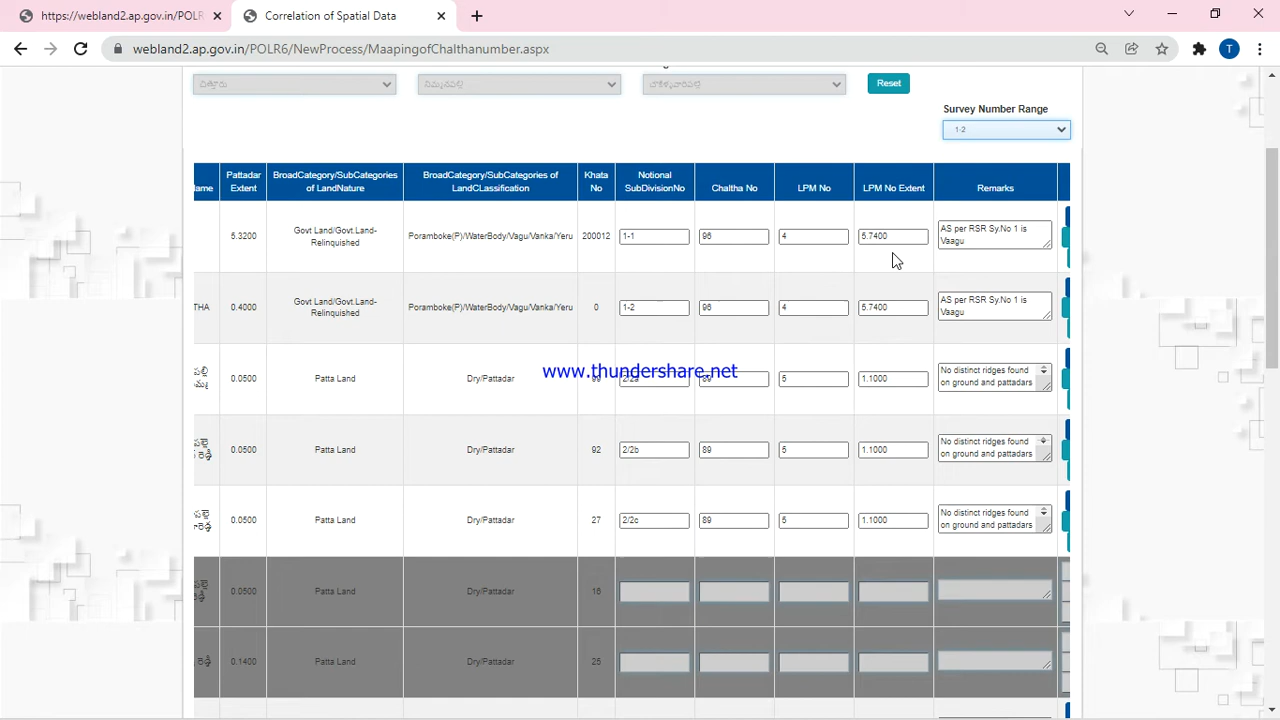 https://webland2.ap.gov.in/POLR
Correlation of Spatial Data
webland2.ap.gov.in/POLR6/NewProcess/MaapingofChalthanumber.aspx
T
చిత్తూరు
నిమ్మనపల్లి
Reset
Survey Number Range
1-2
ame Pattadar Extent BroadCategory/SubCategories of LandNature BroadCategory/SubCategories of LandCLassification Khata No Notional SubDivisionNo Chaltha No LPM No LPM No Extent Remarks
5.3200 Govt Land/Govt.Land-Relinquished Poramboke(P)/WaterBody/Vagu/Vanka/Yeru 200012 1-1 96 4 5.7400 AS per RSR Sy.No 1 is Vaagu
THA 0.4000 Govt Land/Govt.Land-Relinquished Poramboke(P)/WaterBody/Vagu/Vanka/Yeru 0 1-2 96 4 5.7400 AS per RSR Sy.No 1 is Vaagu
0.0500 Patta Land Dry/Pattadar 2/2a 89 5 1.1000 No distinct ridges found on ground and pattadars
www.thundershare.net
0.0500 Patta Land Dry/Pattadar 92 2/2b 89 5 1.1000 No distinct ridges found on ground and pattadars
0.0500 Patta Land Dry/Pattadar 27 2/2c 89 5 1.1000 No distinct ridges found on ground and pattadars
0.0500 Patta Land Dry/Pattadar 16
0.1400 Patta Land Dry/Pattadar 25